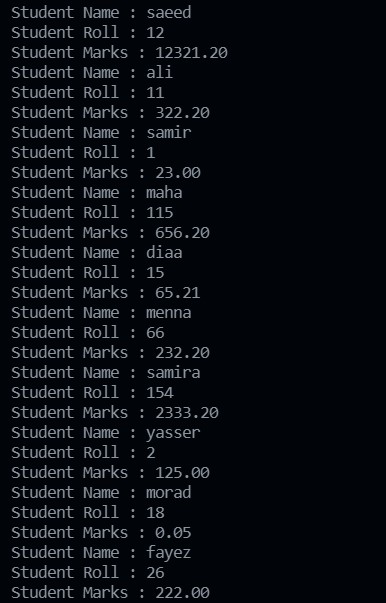 Student Name : saeed
Student Roll : 12
Student Marks : 12321.20
Student Name : ali
Student Roll : 11
Student Marks : 322.20
Student Name : samir
Student Roll : 1
Student Marks : 23.00
Student Name : maha
Student Roll : 115
Student Marks : 656.20
Student Name : diaa
Student Roll : 15
Student Marks : 65.21
Student Name : menna
Student Roll : 66
Student Marks : 232.20
Student Name : samira
Student Roll : 154
Student Marks : 2333.20
Student Name : yasser
Student Roll : 2
Student Marks : 125.00
Student Name : morad
Student Roll : 18
Student Marks : 0.05
Student Name : fayez
Student Roll : 26
Student Marks : 222.00